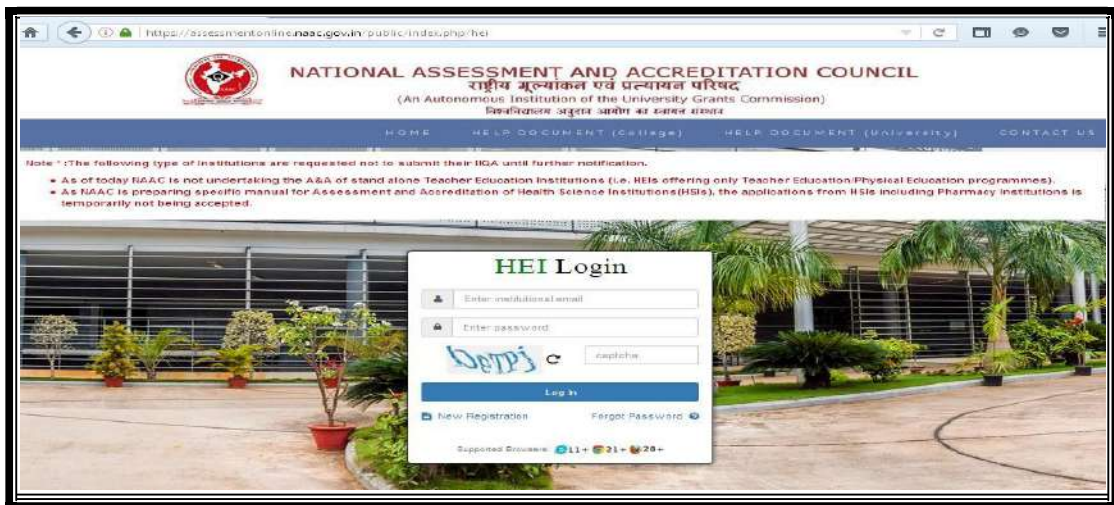 https://assessmentonline.naac.gov.in/public/index.php/hei
NATIONAL ASSESSMENT AND ACCREDITATION COUNCIL
राष्ट्रीय मूल्यांकन एवं प्रत्यायन परिषद
(An Autonomous Institution of the University Grants Commission)
विश्वविद्यालय अनुदान आयोग का स्वायत्त संस्थान
HOME HELP DOCUMENT (College) HELP DOCUMENT (University) CONTACT US
Note * :The following type of institutions are requested not to submit their IIQA until further notification.
• As of today NAAC is not undertaking the A&A of stand alone Teacher Education Institutions (i.e. HEIs offering only Teacher Education/Physical Education programmes).
• As NAAC is preparing specific manual for Assessment and Accreditation of Health Science Institutions(HSIs), the applications from HSIs including Pharmacy Institutions is
temporarily not being accepted.
HEI Login
Enter institutional email
Enter password
captcha
Log In
New Registration Forgot Password
Supported Browsers: 11+ 21+ 28+